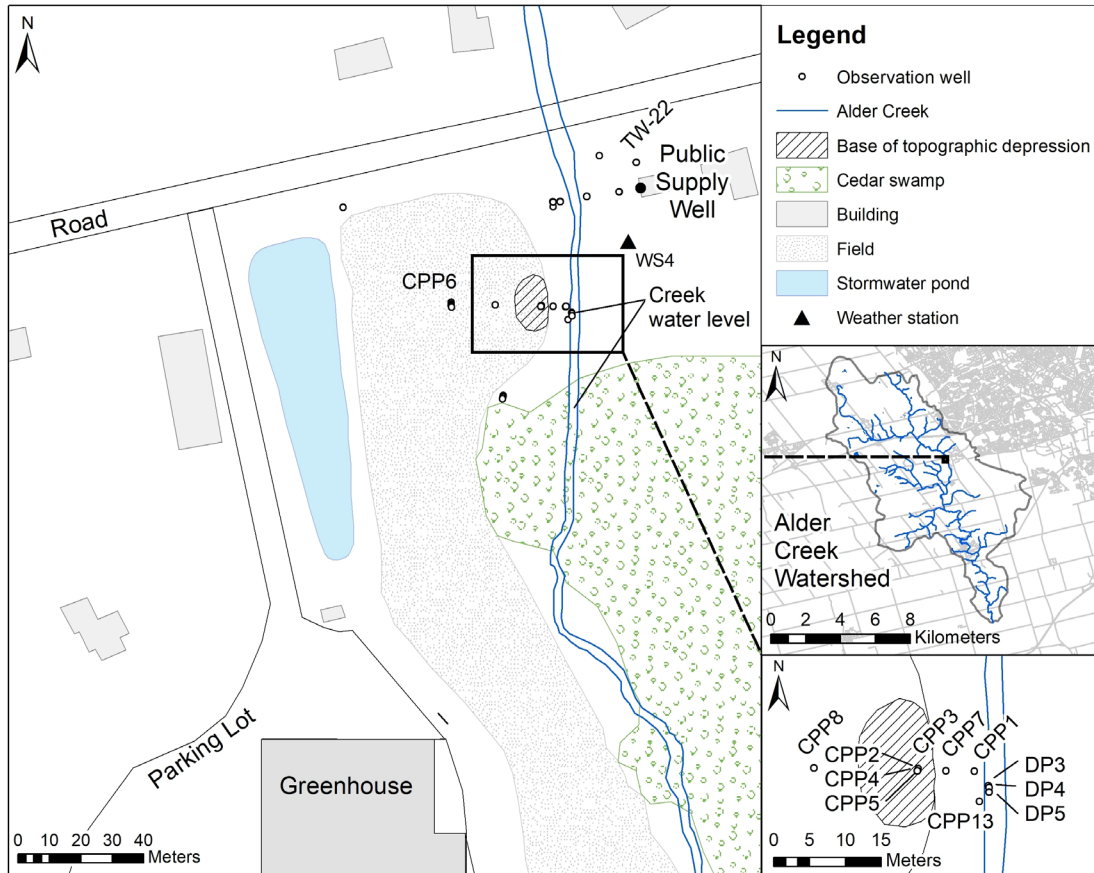 N
TW-22
Public
Supply
Well
Road
WS4
CPP6
Creek
water level
Parking Lot
Greenhouse
0 10 20 30 40
Meters
Legend
Observation well
Alder Creek
Base of topographic depression
Cedar swamp
Building
Field
Stormwater pond
Weather station
N
Alder
Creek
Watershed
0 2 4 6 8
Kilometers
N
CPP8
CPP3
CPP7
CPP1
CPP2
CPP4
CPP5
DP3
DP4
DP5
CPP13
0 5 10 15
Meters